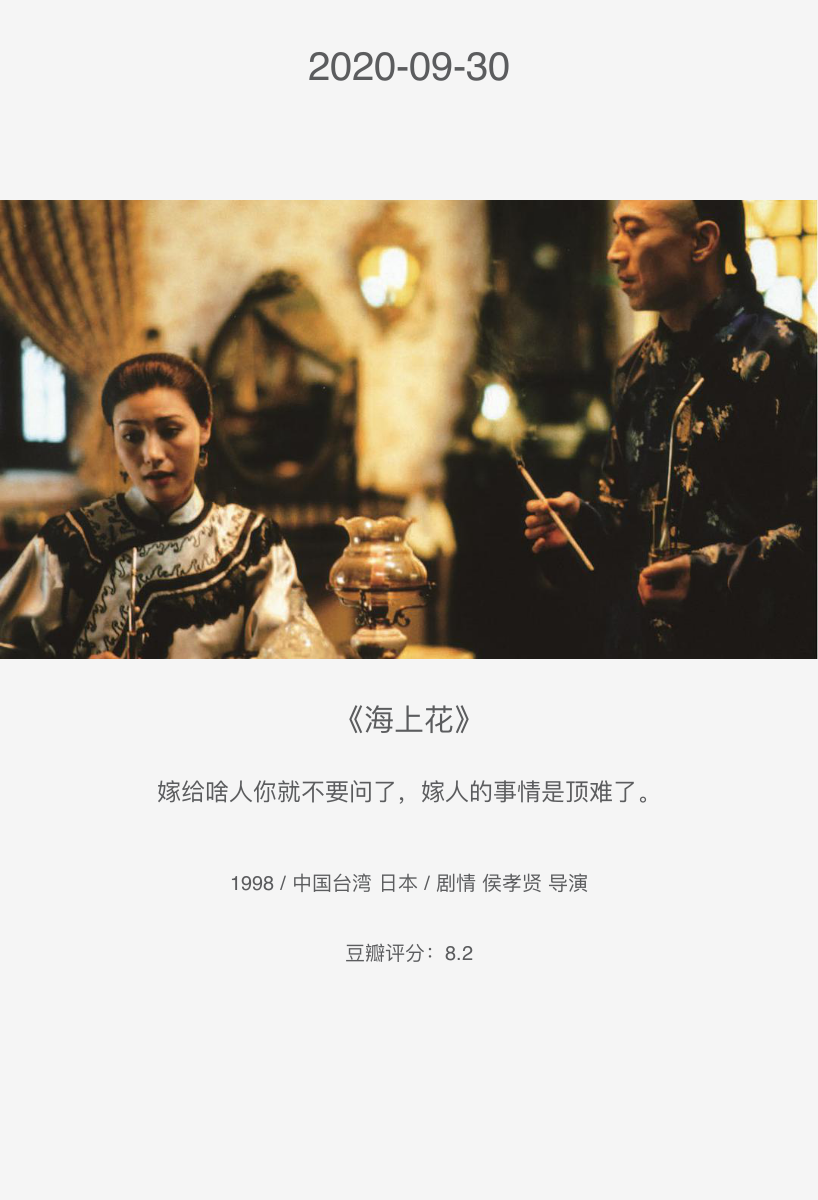 2020-09-30
《海上花》
嫁给啥人你就不要问了，嫁人的事情是顶难了。
1998 / 中国台湾 日本 / 剧情 侯孝贤 导演
豆瓣评分：8.2